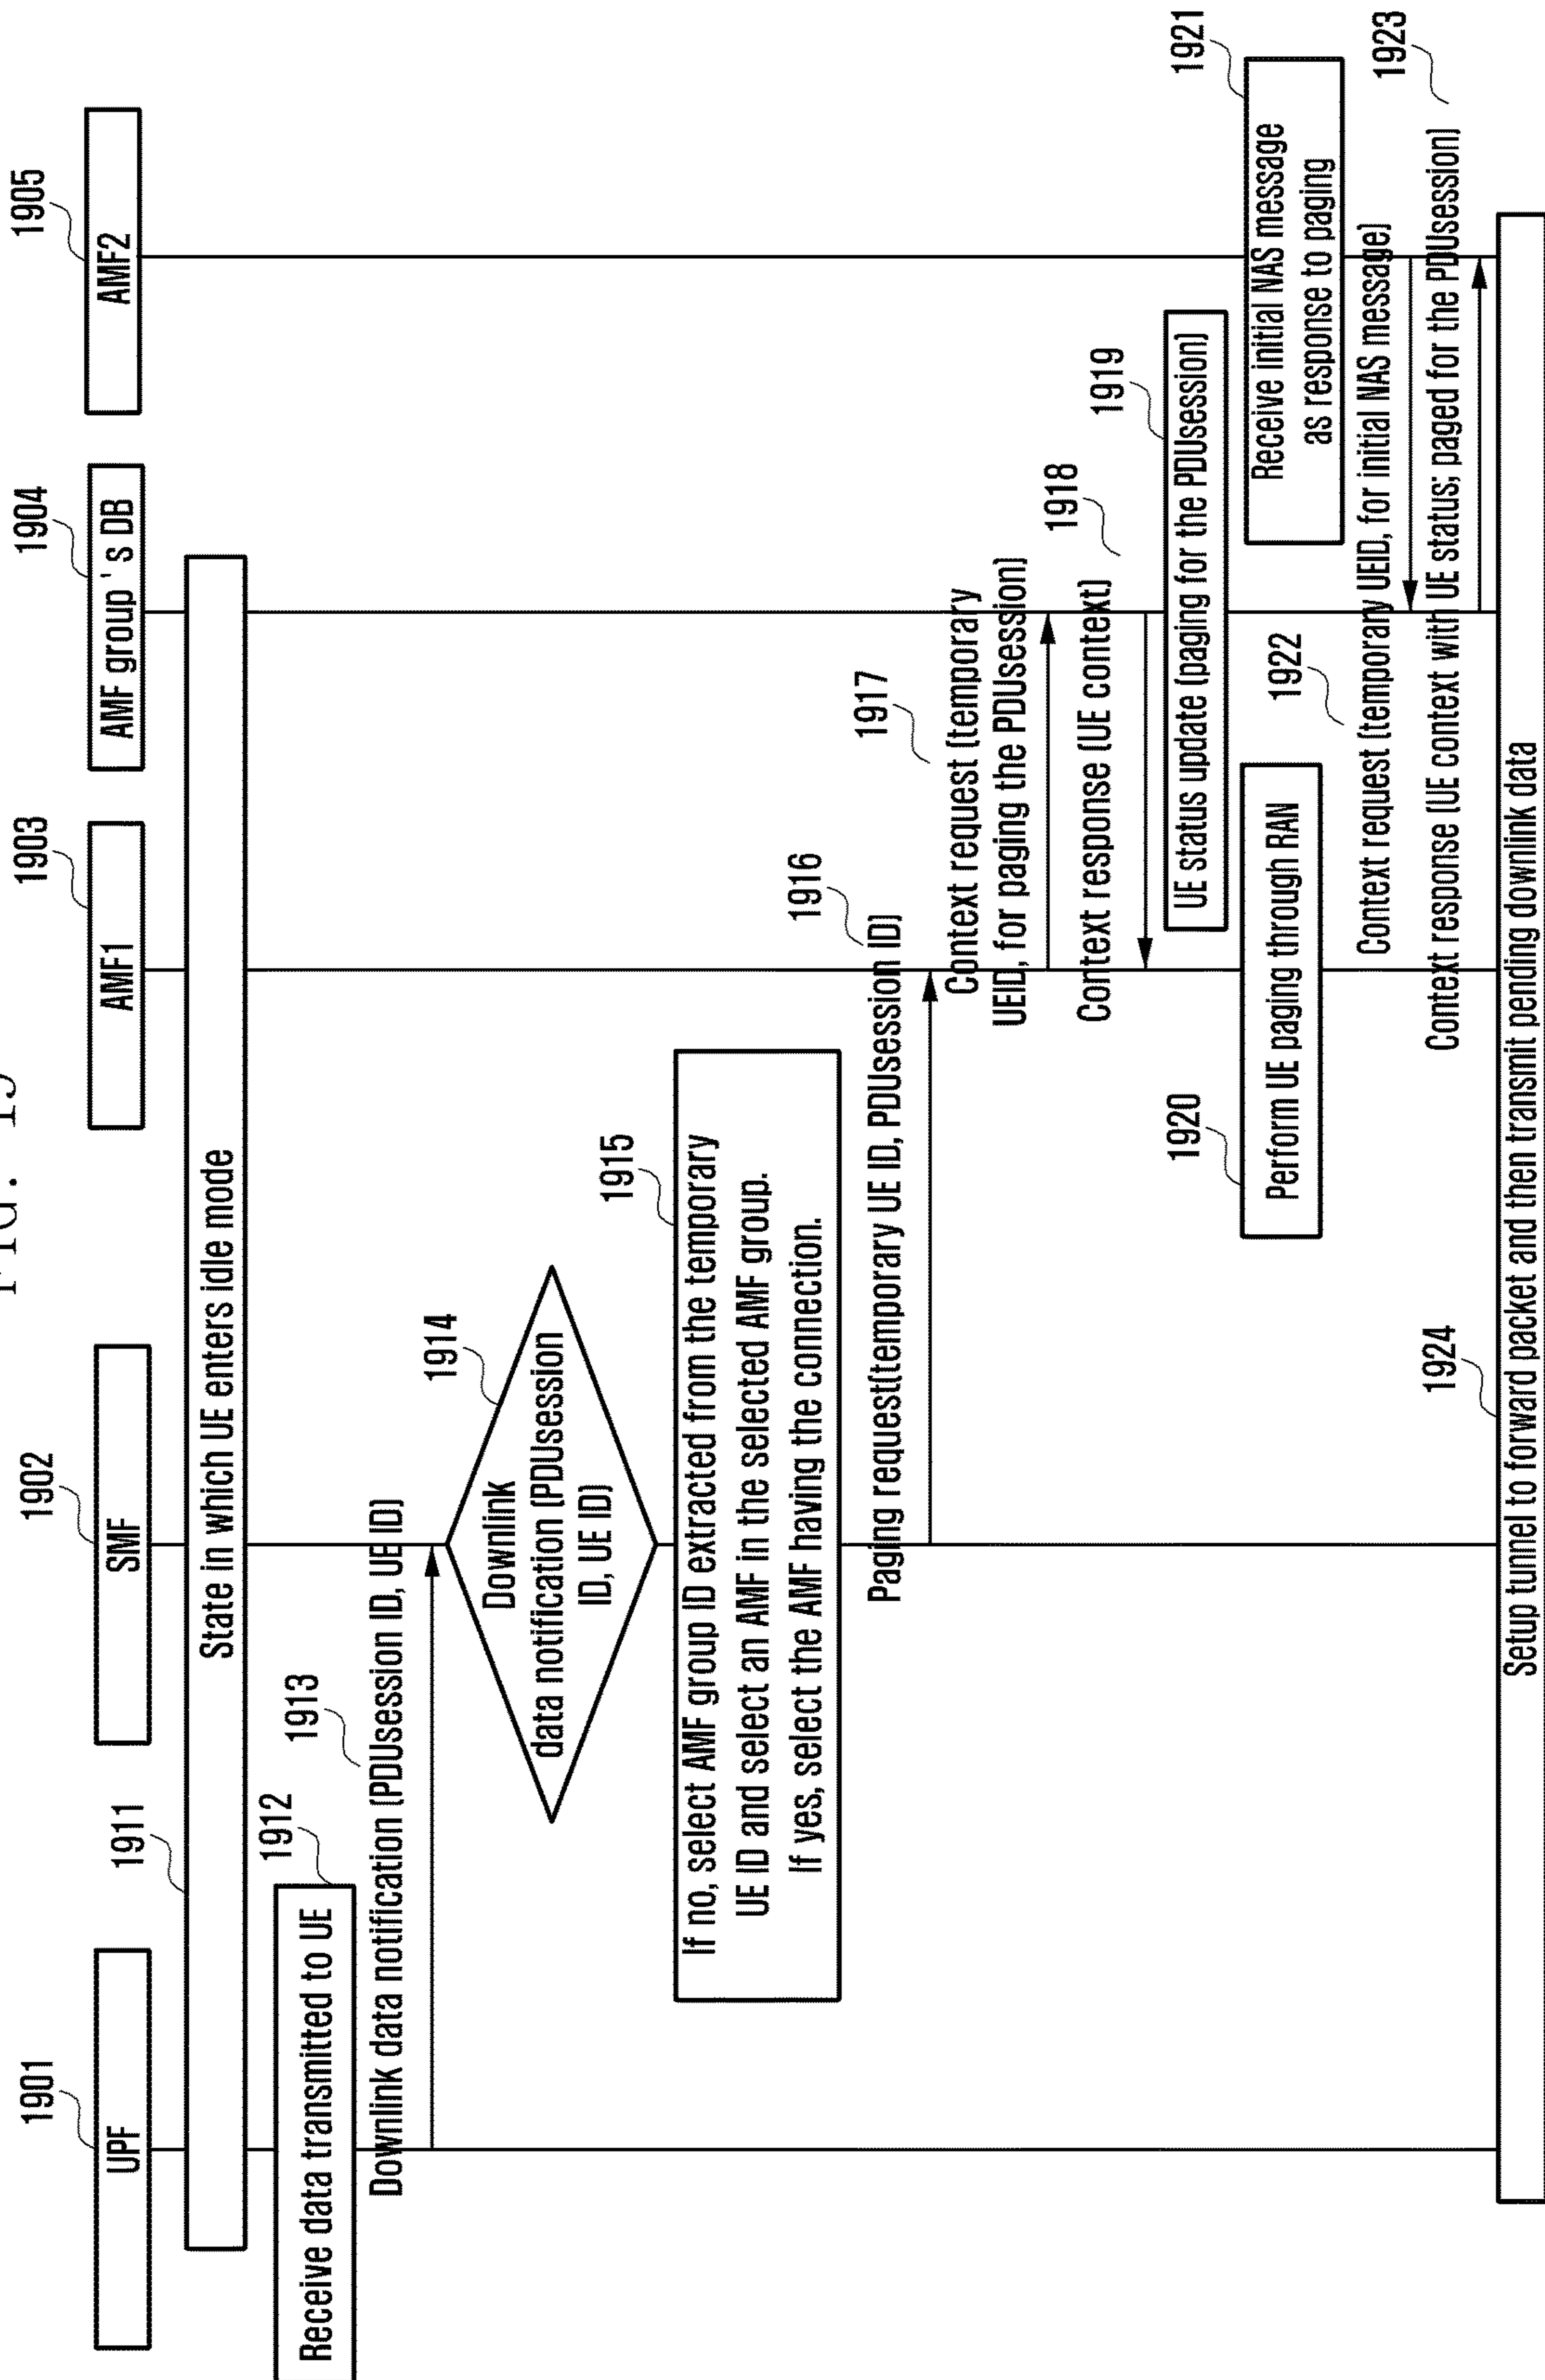 FIG. 19
1901
UPF
1902
SMF
1903
AMF1
1904
AMF group's DB
1905
AMF2
1911
State in which UE enters idle mode
1912
Receive data transmitted to UE
1913
Downlink data notification (PDUsession ID, UE ID)
1914
Downlink
data notification (PDUsession
ID, UE ID)
1915
If no, select AMF group ID extracted from the temporary
UE ID and select an AMF in the selected AMF group.
If yes, select the AMF having the connection.
1916
Paging request(temporary UE ID, PDUsession ID)
1917
Context request (temporary
UEID, for paging the PDUsession)
1918
Context response (UE context)
1919
UE status update (paging for the PDUsession)
1920
Perform UE paging through RAN
1921
Receive initial NAS message
as response to paging
1922
Context request (temporary UEID, for initial NAS message)
1923
Context response (UE context with UE status; paged for the PDUsession)
1924
Setup tunnel to forward packet and then transmit pending downlink data